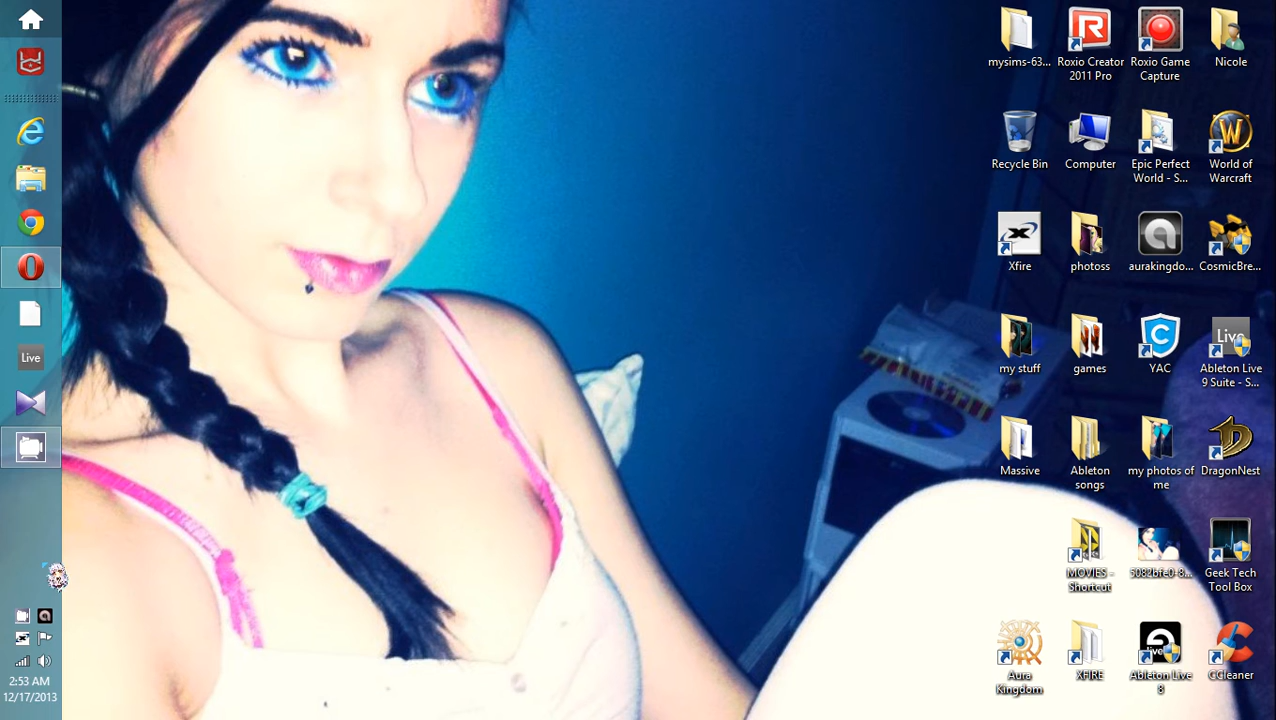 mysims-63...
Roxio Creator
2011 Pro
Roxio Game
Capture
Nicole
Recycle Bin
Computer
Epic Perfect
World - S...
World of
Warcraft
Xfire
photoss
aurakingdo...
CosmicBre...
Live
my stuff
games
YAC
Live
Ableton Live
9 Suite - S...
Massive
Ableton
songs
my photos of
me
DragonNest
MOVIES -
Shortcut
5082bfe0-8...
Geek Tech
Tool Box
Aura
Kingdom
XFIRE
live
Ableton Live
8
CCleaner
2:53 AM
12/17/2013